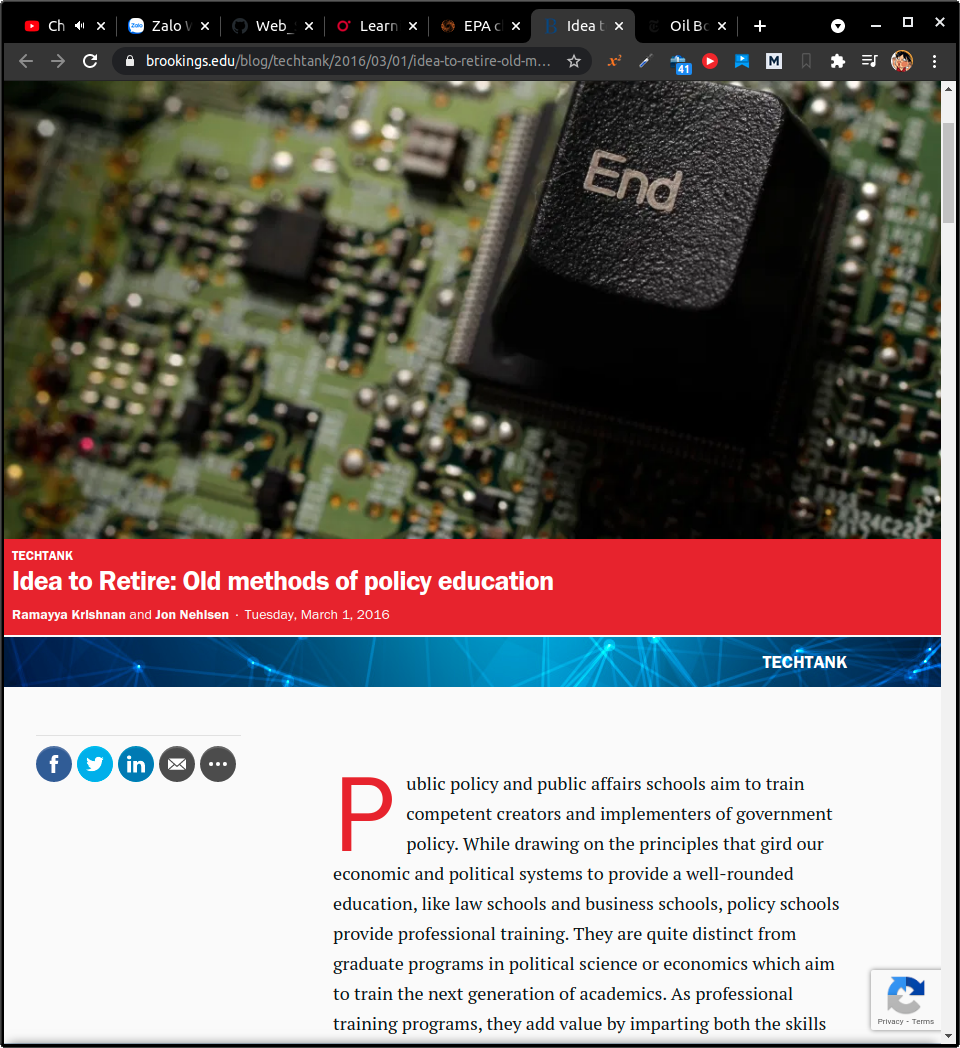 Ch
Zalo
Web_
Learn
EPA cl
Idea t
Oil Bo
brookings.edu/blog/techtank/2016/03/01/idea-to-retire-old-m...
41
M
End
TECHTANK
Idea to Retire: Old methods of policy education
Ramayya Krishnan and Jon Nehlsen · Tuesday, March 1, 2016
TECHTANK
Public policy and public affairs schools aim to train
competent creators and implementers of government
policy. While drawing on the principles that gird our
economic and political systems to provide a well-rounded
education, like law schools and business schools, policy schools
provide professional training. They are quite distinct from
graduate programs in political science or economics which aim
to train the next generation of academics. As professional
training programs, they add value by imparting both the skills
Privacy - Terms